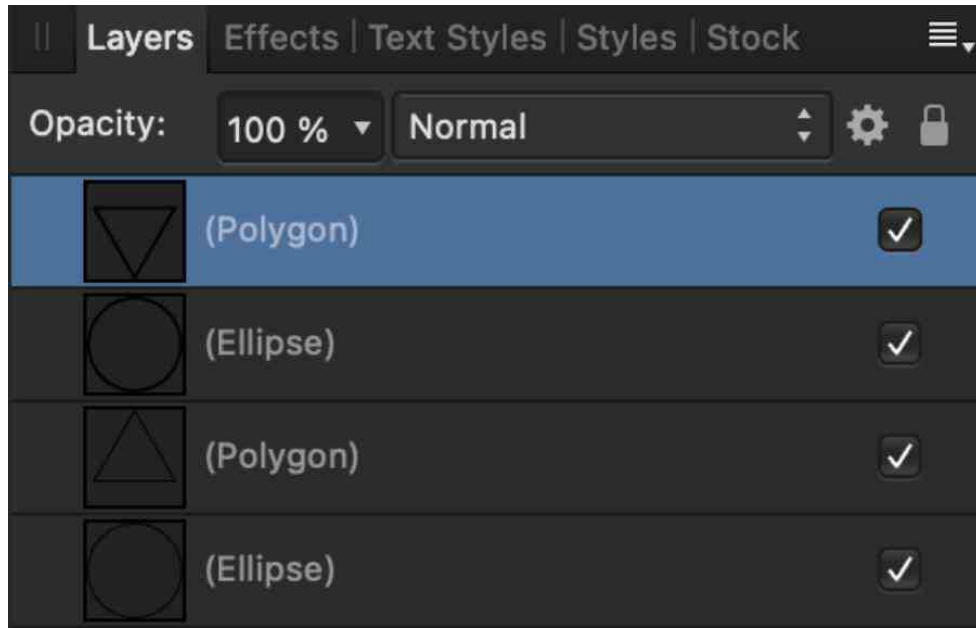 Layers Effects | Text Styles | Styles | Stock
Opacity: 100 % Normal
(Polygon)
(Ellipse)
(Polygon)
(Ellipse)